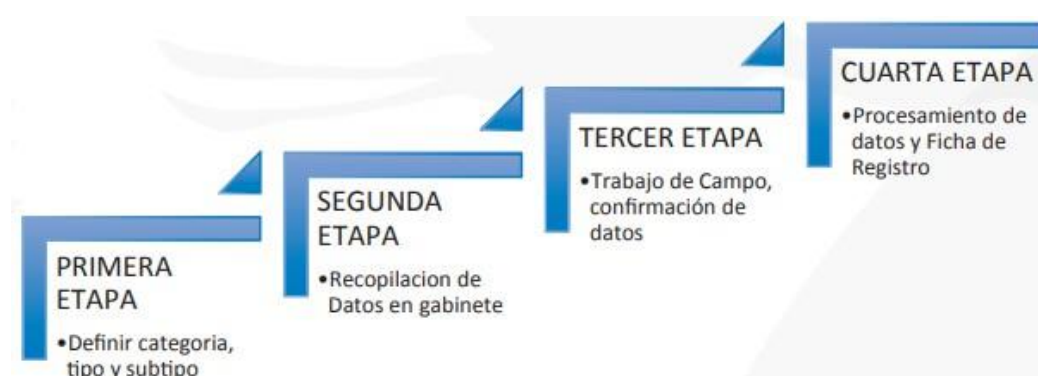 PRIMERA
ETAPA
•Definir categoria,
tipo y subtipo
SEGUNDA
ETAPA
•Recopilacion de
Datos en gabinete
TERCER ETAPA
•Trabajo de Campo,
confirmación de
datos
CUARTA ETAPA
•Procesamiento de
datos y Ficha de
Registro